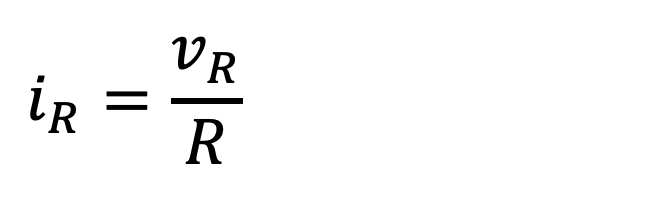 i_R = v_R / R